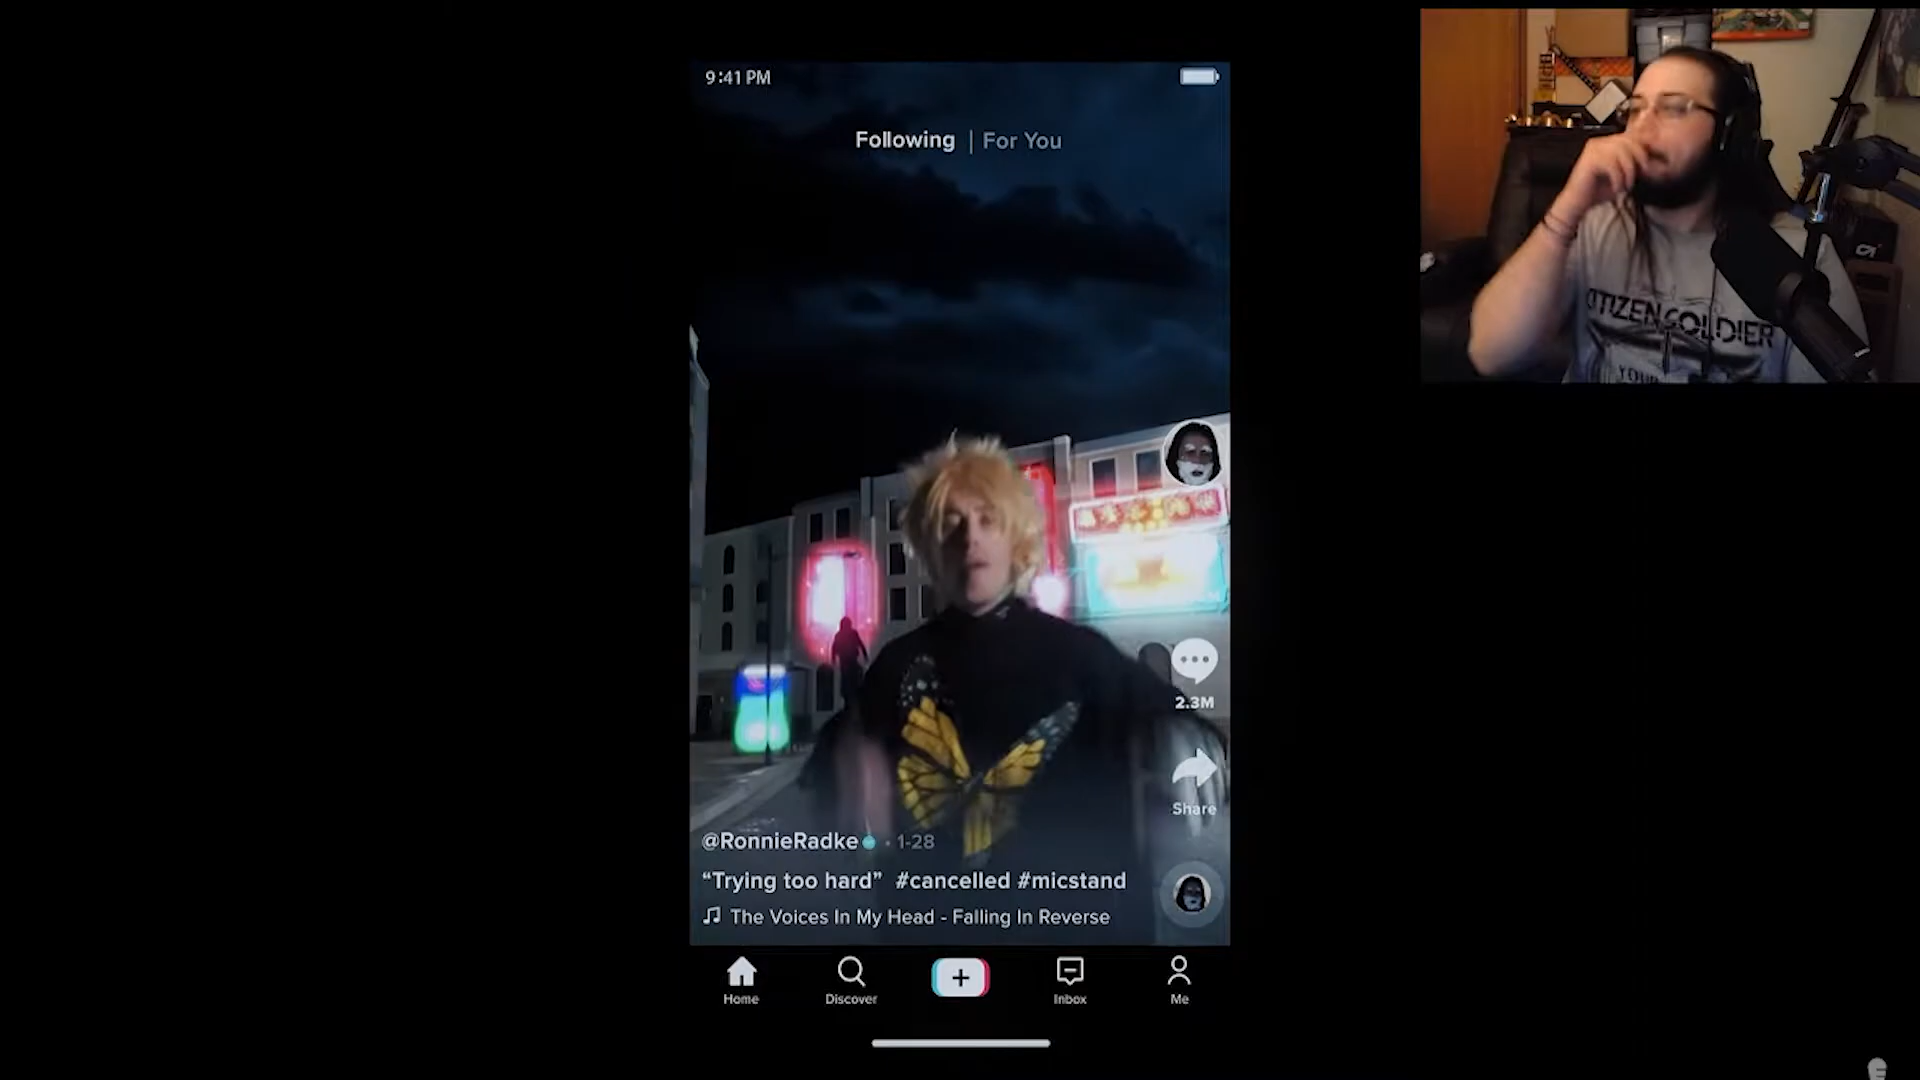 9:41 PM
Following | For You
2.3M
Share
@RonnieRadke · 1-28
“Trying too hard” #cancelled #micstand
The Voices In My Head - Falling In Reverse
Home
Discover
Inbox
Me
CITIZEN SOLDIER
YOUR